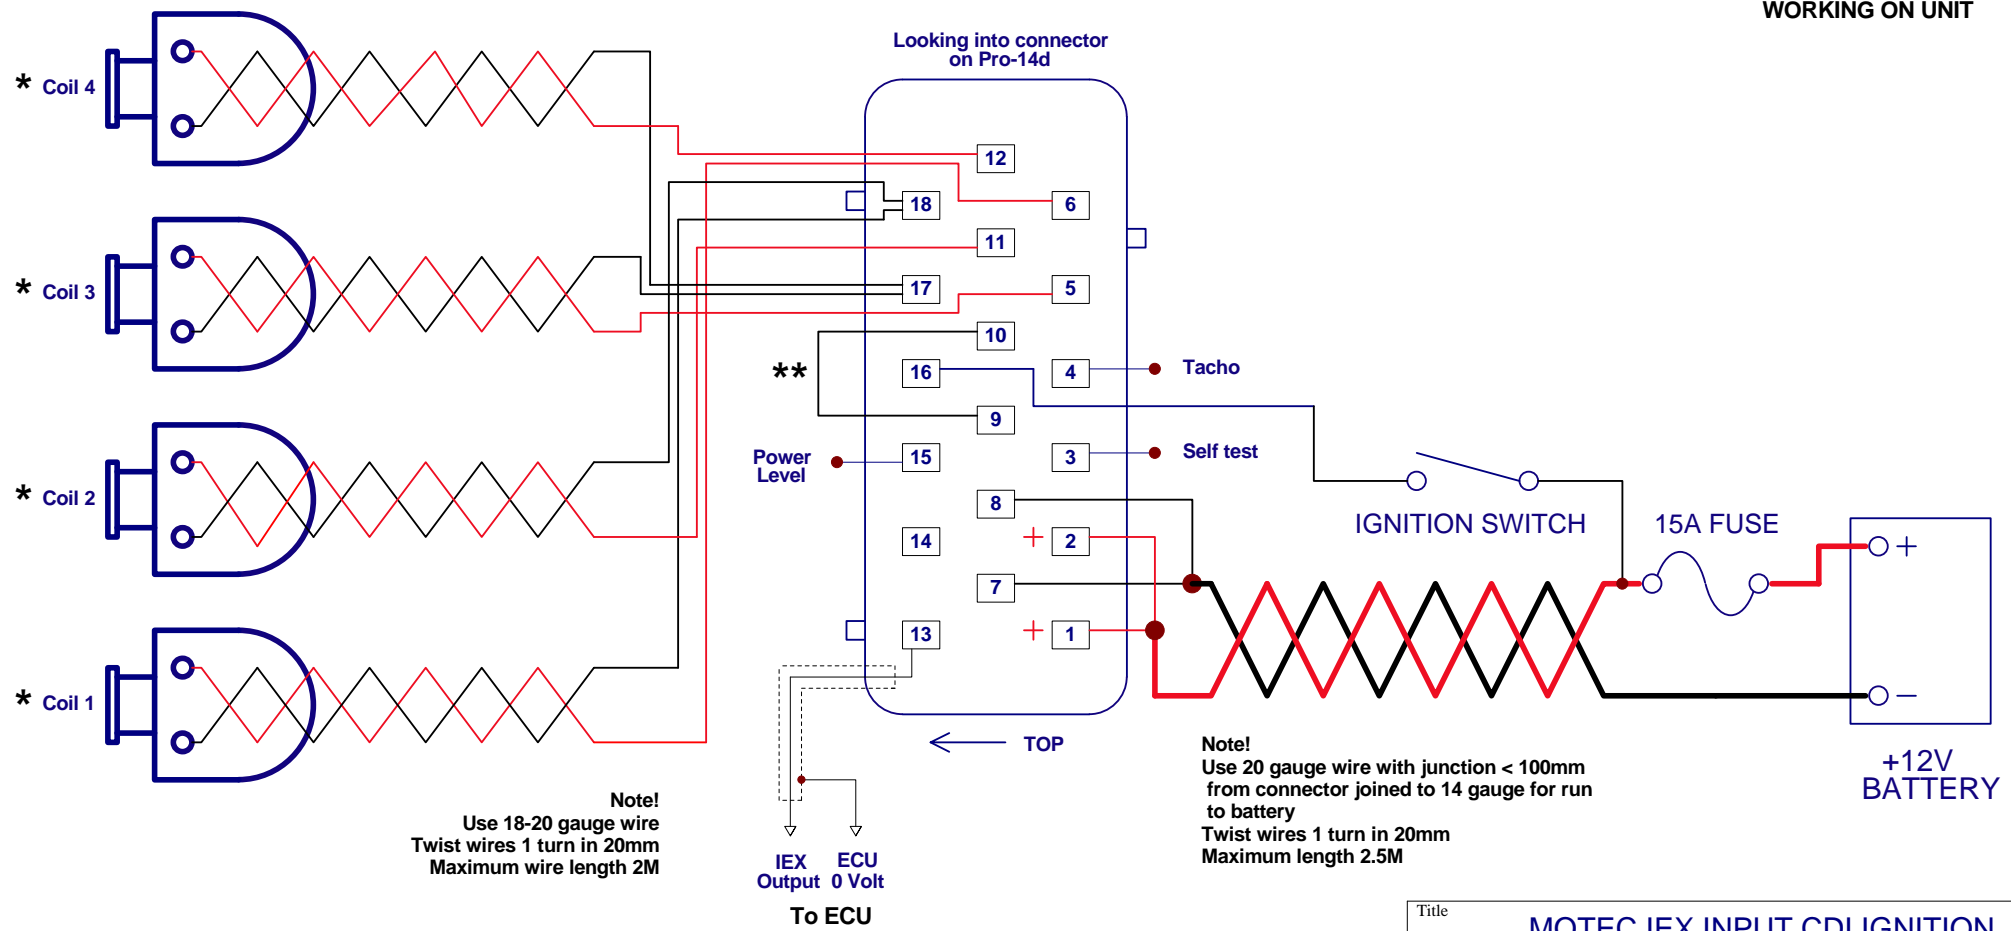 WORKING ON UNIT
Looking into connector
on Pro-14d
* Coil 4
12
18
6
11
* Coil 3
17
5
10
**
16
4
Tacho
9
Power
Level
15
3
Self test
* Coil 2
8
IGNITION SWITCH
15A FUSE
14
+ 2
+
7
13
+ 1
* Coil 1
−
TOP
+12V
BATTERY
Note!
Use 18-20 gauge wire
Twist wires 1 turn in 20mm
Maximum wire length 2M
IEX
Output
ECU
0 Volt
To ECU
Note!
Use 20 gauge wire with junction < 100mm
from connector joined to 14 gauge for run
to battery
Twist wires 1 turn in 20mm
Maximum length 2.5M
Title
MOTEC IEX INPUT CDI IGNITION